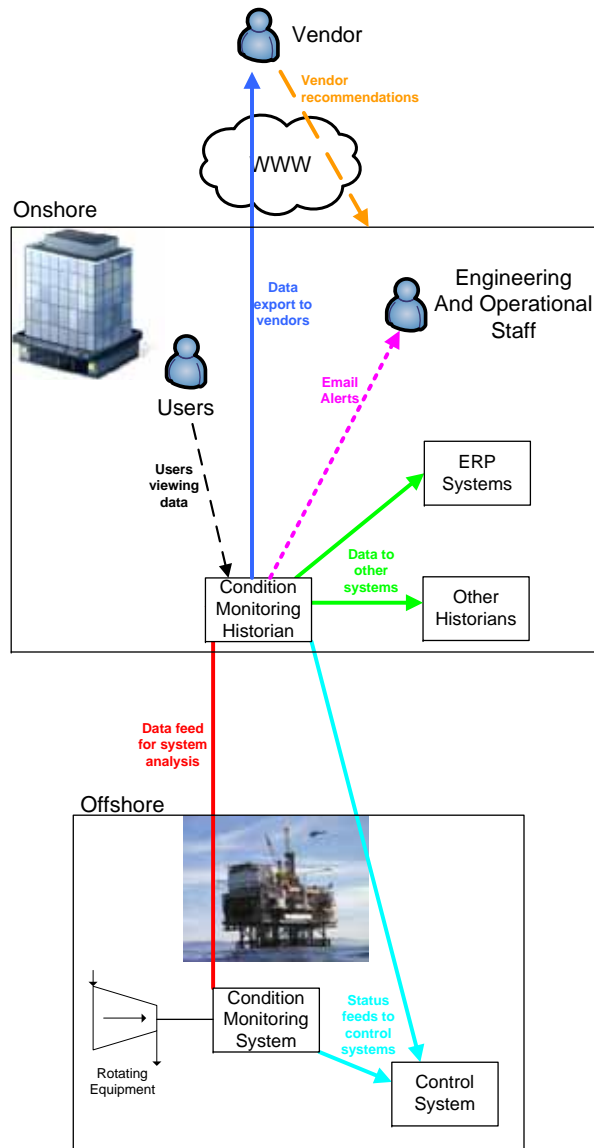 Vendor
Vendor
recommendations
WWW
Onshore
Data
export to
vendors
Engineering
And Operational
Staff
Email
Alerts
Users
Users
viewing
data
ERP
Systems
Data to
other
systems
Condition
Monitoring
Historian
Other
Historians
Data feed
for system
analysis
Offshore
Condition
Monitoring
System
Status
feeds to
control
systems
Rotating
Equipment
Control
System